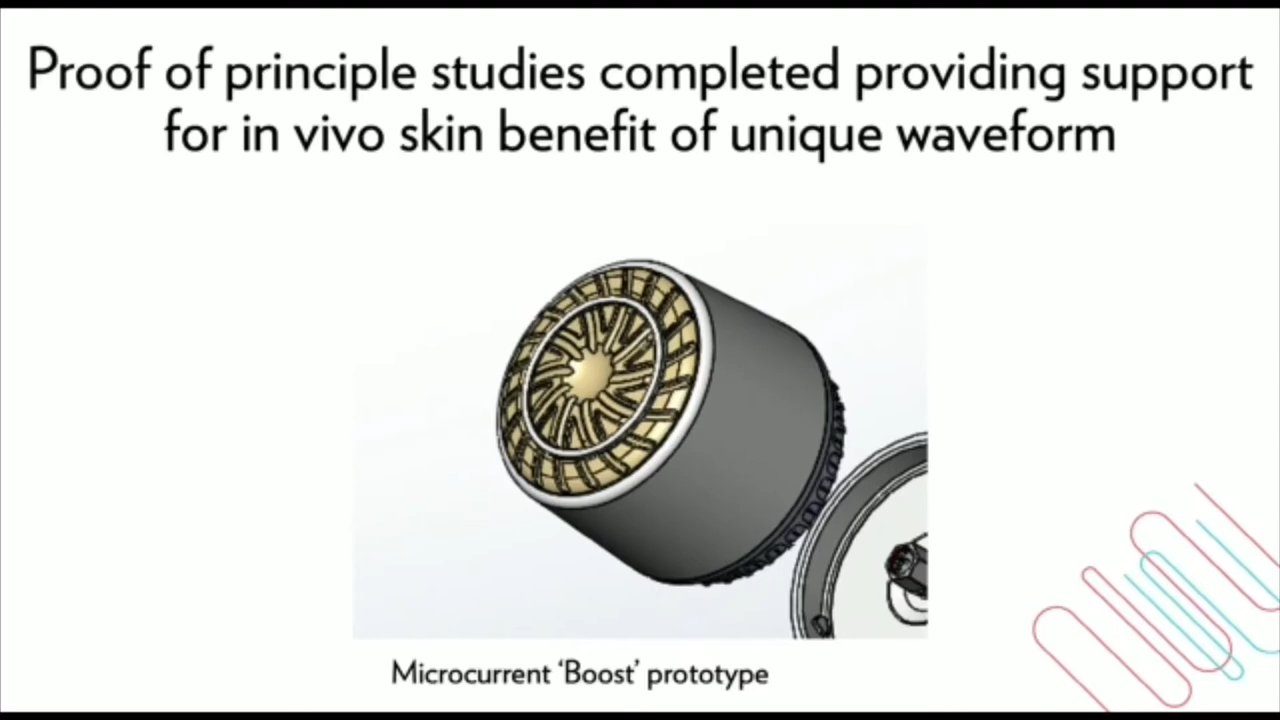 Proof of principle studies completed providing support
for in vivo skin benefit of unique waveform
Microcurrent ‘Boost’ prototype